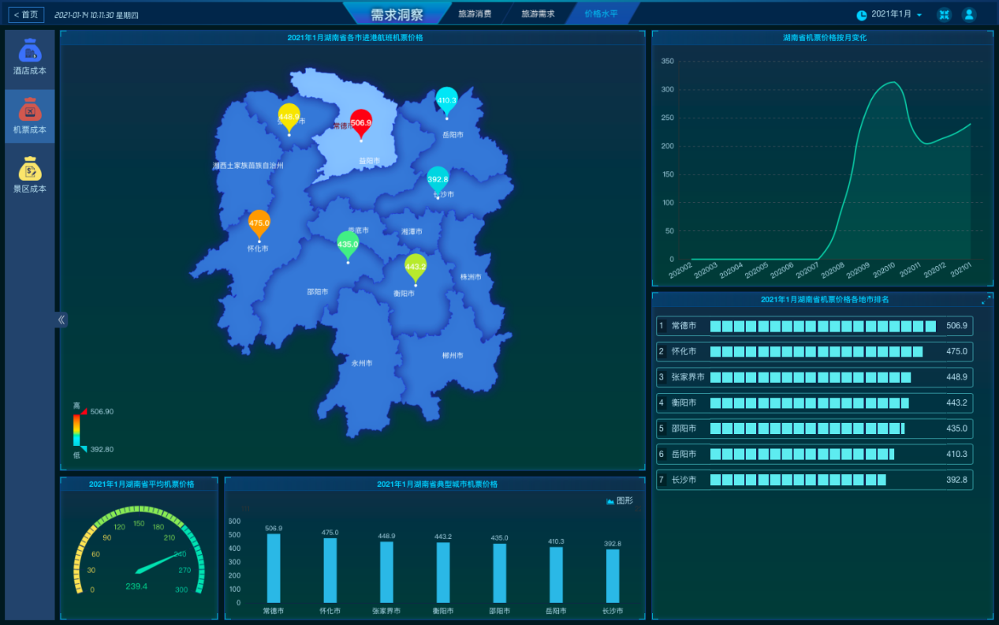 < 首页
2021-01-14 10:11:30 星期四
需求洞察
旅游消费
旅游需求
价格水平
2021年1月
酒店成本
机票成本
景区成本
2021年1月湖南省各市进港航班机票价格
410.3
岳阳市
448.9
市
常德市
506.9
湘西土家族苗族自治州
益阳市
392.8
长沙市
475.0
怀化市
娄底市
湘潭市
435.0
443.2
株洲市
邵阳市
衡阳市
永州市
郴州市
高
506.90
392.80
低
湖南省机票价格按月变化
350
300
250
200
150
100
50
0
202002
202003
202004
202005
202006
202007
202008
202009
202010
202011
202012
202101
2021年1月湖南省机票价格各地市排名
1 常德市 506.9
2 怀化市 475.0
3 张家界市 448.9
4 衡阳市 443.2
5 邵阳市 435.0
6 岳阳市 410.3
7 长沙市 392.8
2021年1月湖南省平均机票价格
0
30
60
90
120
150
180
210
240
270
300
239.4
2021年1月湖南省典型城市机票价格
图形
600
500
400
300
200
100
0
506.9
475.0
448.9
443.2
435.0
410.3
392.8
常德市
怀化市
张家界市
衡阳市
邵阳市
岳阳市
长沙市